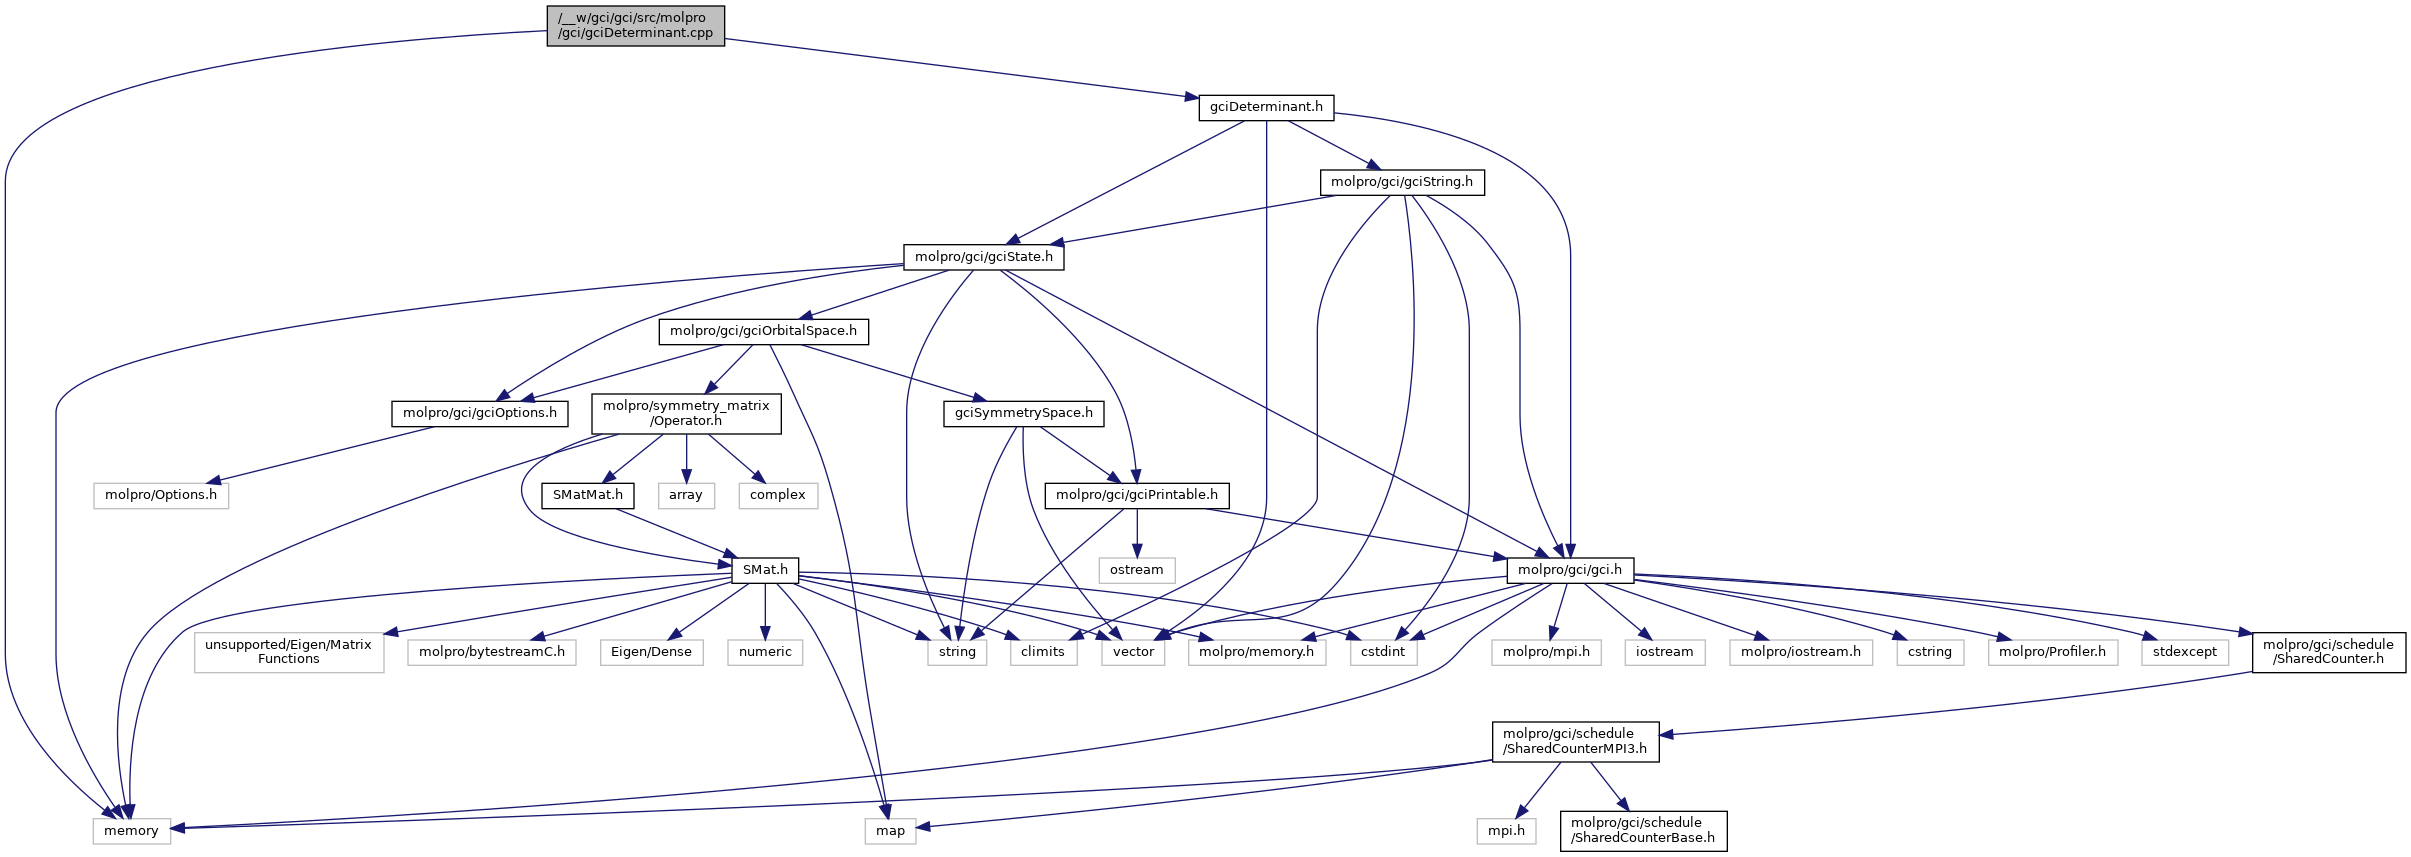 /__w/gci/gci/src/molpro
/gci/gciDeterminant.cpp
gciDeterminant.h
molpro/gci/gciString.h
molpro/gci/gciState.h
molpro/gci/gciOrbitalSpace.h
molpro/gci/gciOptions.h
molpro/symmetry_matrix
/Operator.h
gciSymmetrySpace.h
molpro/Options.h
SMatMat.h
array
complex
molpro/gci/gciPrintable.h
SMat.h
ostream
molpro/gci/gci.h
unsupported/Eigen/Matrix
Functions
molpro/bytestreamC.h
Eigen/Dense
numeric
string
climits
vector
molpro/memory.h
cstdint
molpro/mpi.h
iostream
molpro/iostream.h
cstring
molpro/Profiler.h
stdexcept
molpro/gci/schedule
/SharedCounter.h
molpro/gci/schedule
/SharedCounterMPI3.h
memory
map
mpi.h
molpro/gci/schedule
/SharedCounterBase.h